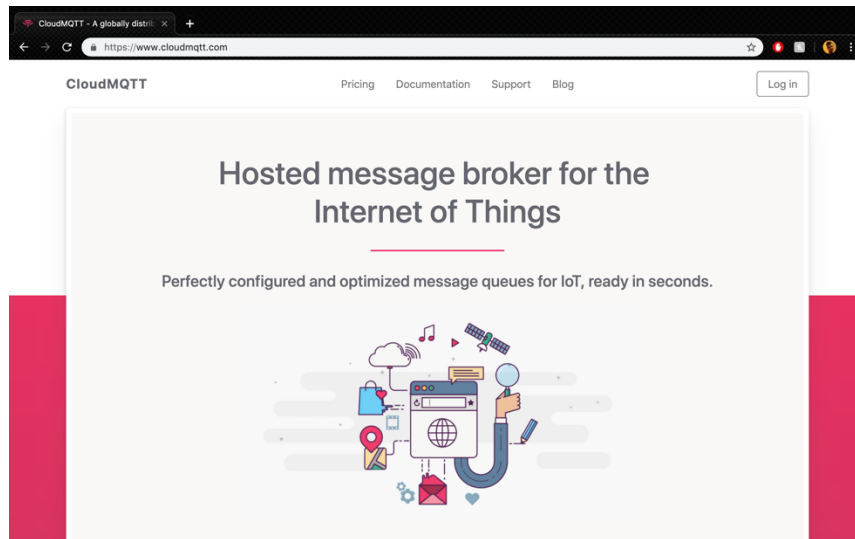 CloudMQTT - A globally distri
https://www.cloudmqtt.com
CloudMQTT
Pricing
Documentation
Support
Blog
Log in
Hosted message broker for the
Internet of Things
Perfectly configured and optimized message queues for IoT, ready in seconds.